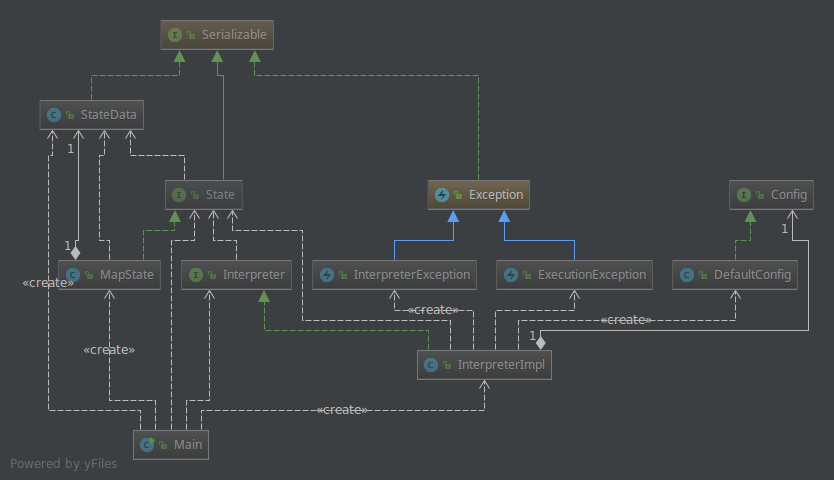 Serializable
StateData
1
State
Exception
Config
1
1
MapState
Interpreter
InterpreterException
ExecutionException
DefaultConfig
«create»
«create»
«create»
1
«create»
InterpreterImpl
«create»
Main
Powered by yFiles